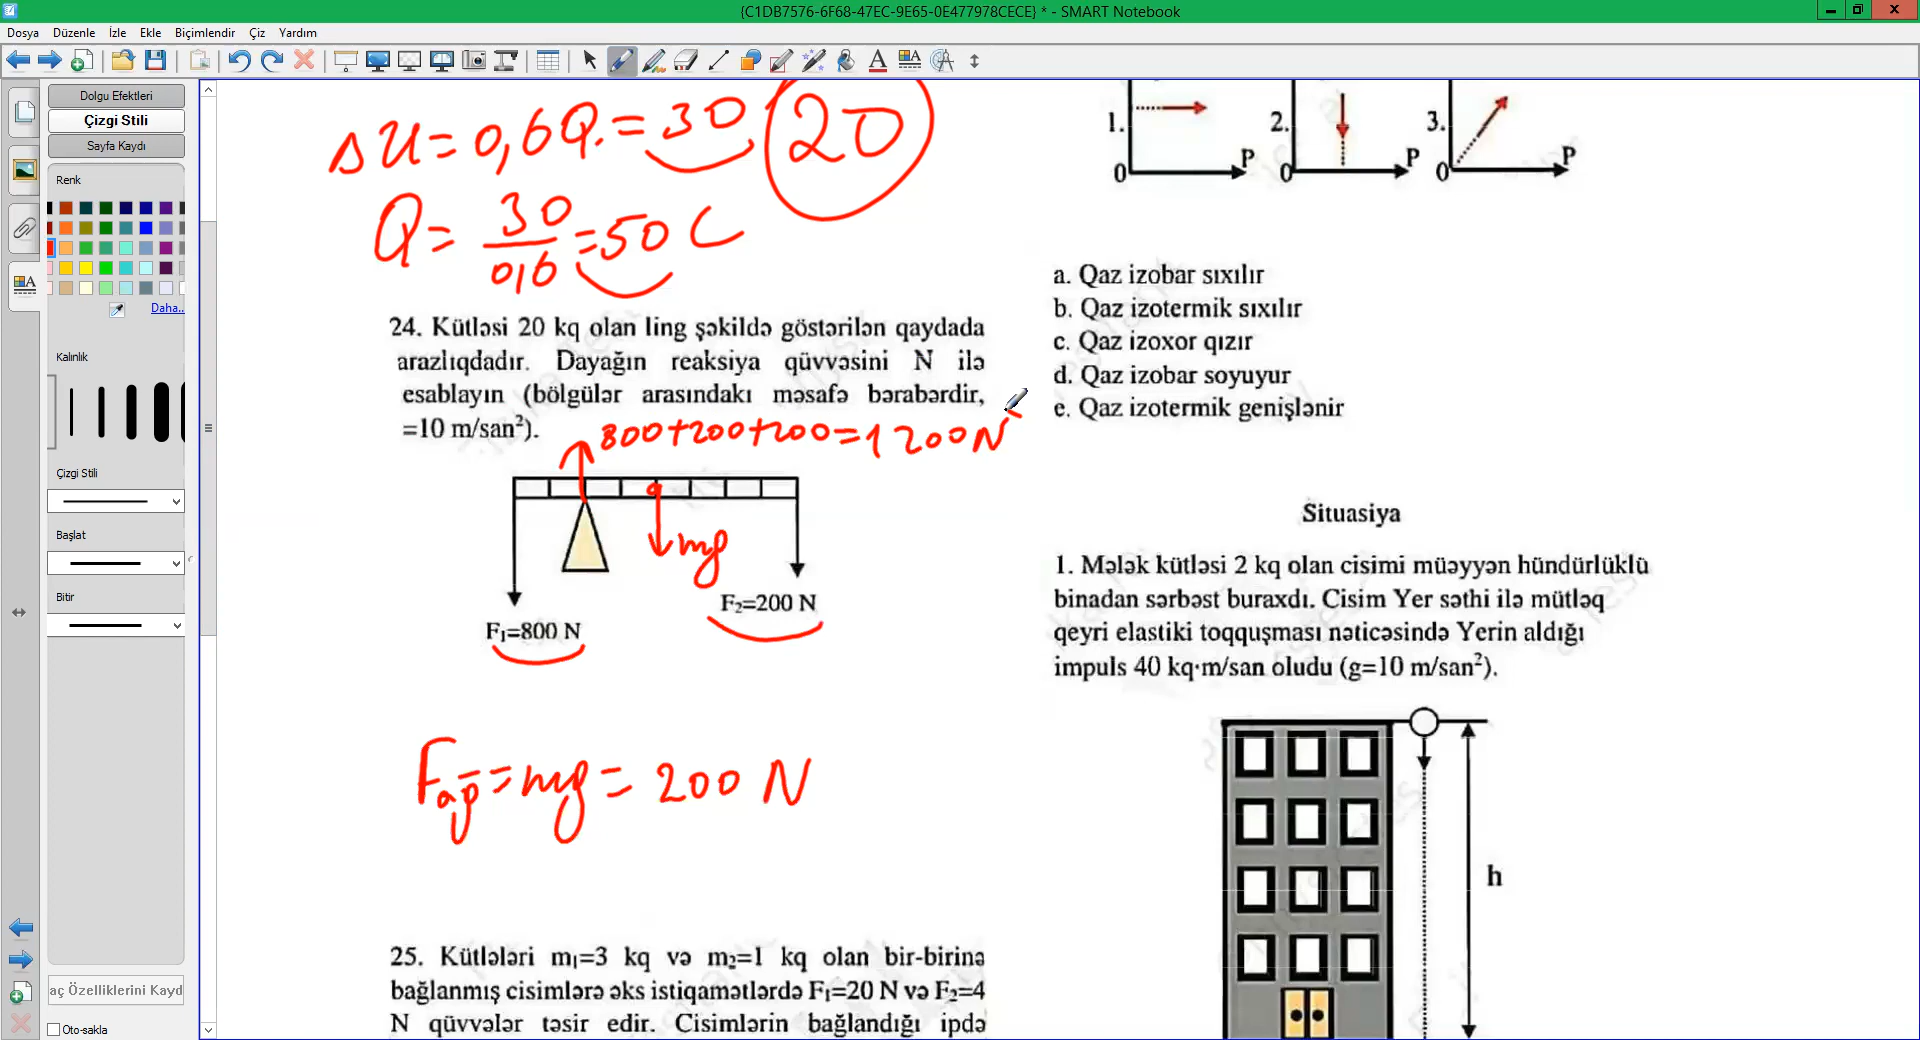 {C1DB7576-6F68-47EC-9E65-0E477978CECE} * - SMART Notebook
Dosya Düzenle İzle Ekle Biçimlendir Çiz Yardım
Dolgu Efektleri
Çizgi Stili
Sayfa Kaydı
Renk
Daha..
Kalınlık
Çizgi Stili
Başlat
Bitir
aç Özelliklerini Kayd
Oto-sakla
ΔU = 0,6Q. = 30 20
Q = 30/0,6 = 50 C
24. Kütləsi 20 kq olan ling şəkildə göstərilən qaydada
arazlıqdadır. Dayağın reaksiya qüvvəsini N ilə
esablayın (bölgülər arasındakı məsafə bərabərdir,
=10 m/san²).
800+200+200=1200N
mg
F₂=200 N
F₁=800 N
= mg = 200 N
25. Kütlələri m₁=3 kq və m₂=1 kq olan bir-birinə
bağlanmış cisimlərə əks istiqamətlərdə F₁=20 N və F₂=4
N qüvvələr təsir edir. Cisimlərin bağlandığı ipdə
1. 0 P
2. 0 P
3. 0 P
a. Qaz izobar sıxılır
b. Qaz izotermik sıxılır
c. Qaz izoxor qızır
d. Qaz izobar soyuyur
e. Qaz izotermik genişlənir
Situasiya
1. Mələk kütləsi 2 kq olan cisimi müəyyən hündürlüklü
binadan sərbəst buraxdı. Cisim Yer səthi ilə mütləq
qeyri elastiki toqquşması nəticəsində Yerin aldığı
impuls 40 kq·m/san oludu (g=10 m/san²).
h